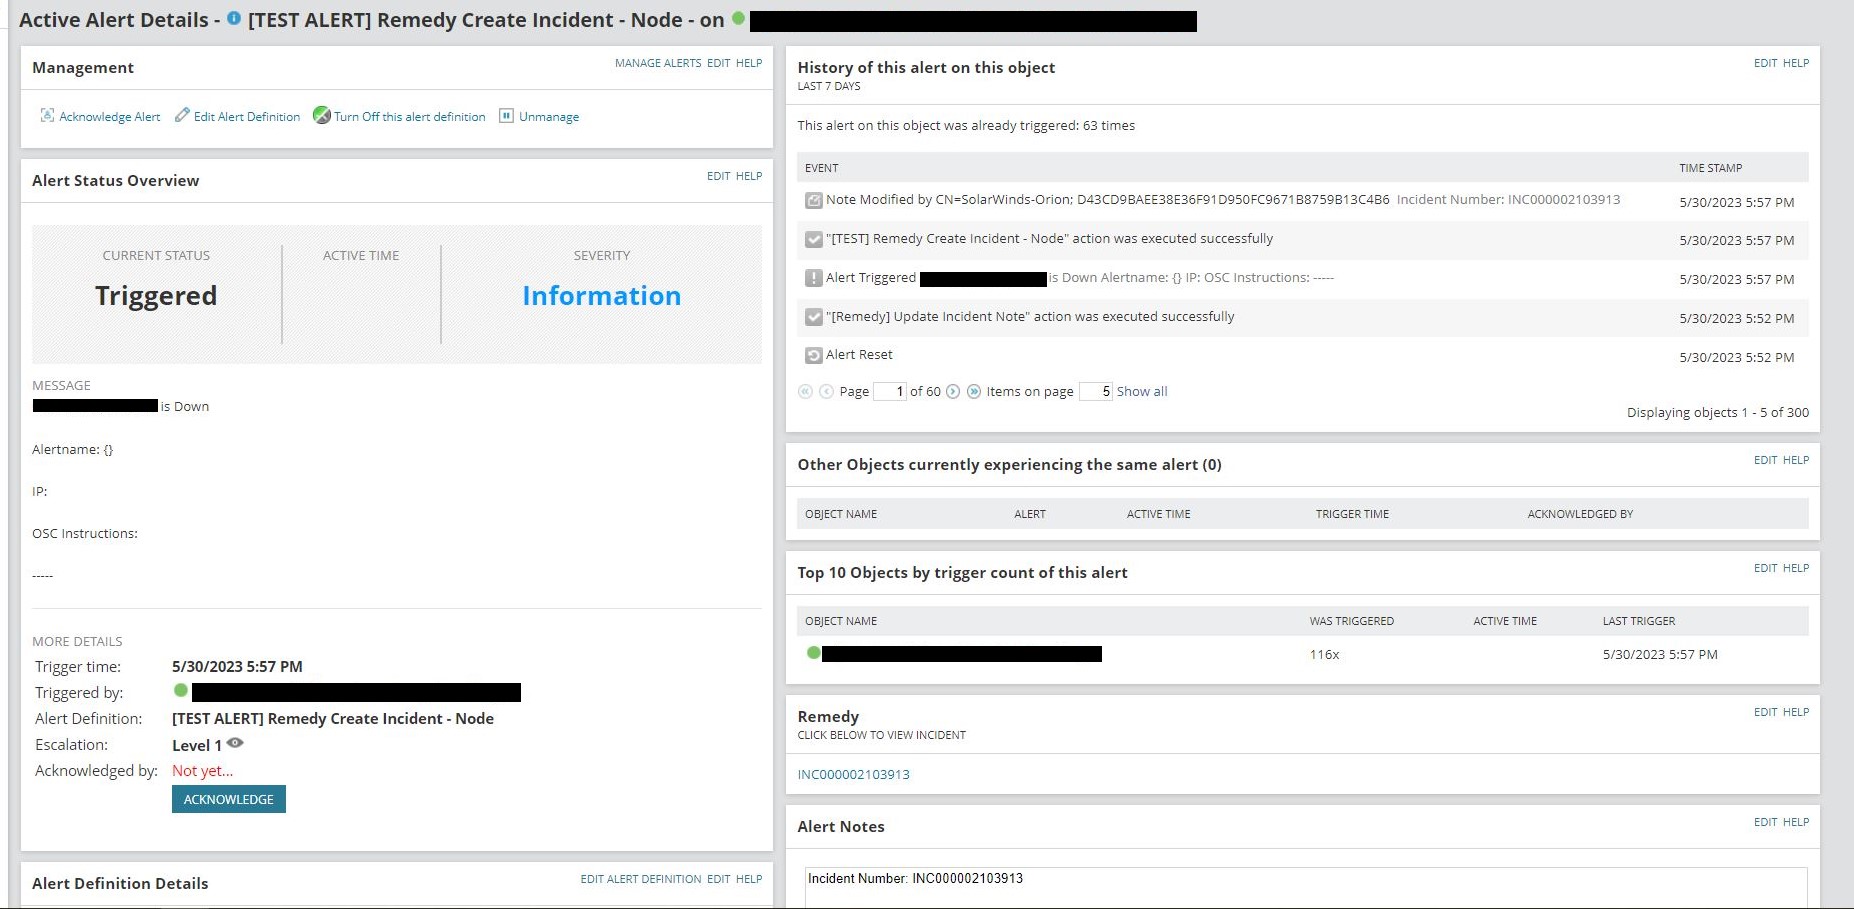 Active Alert Details - [TEST ALERT] Remedy Create Incident - Node - on
Management
MANAGE ALERTS EDIT HELP
Acknowledge Alert Edit Alert Definition Turn Off this alert definition Unmanage
Alert Status Overview
EDIT HELP
CURRENT STATUS
Triggered
ACTIVE TIME
SEVERITY
Information
MESSAGE
is Down
Alertname: {}
IP:
OSC Instructions:
-----
MORE DETAILS
Trigger time: 5/30/2023 5:57 PM
Triggered by:
Alert Definition: [TEST ALERT] Remedy Create Incident - Node
Escalation: Level 1
Acknowledged by: Not yet...
ACKNOWLEDGE
Alert Definition Details
EDIT ALERT DEFINITION EDIT HELP
History of this alert on this object
EDIT HELP
LAST 7 DAYS
This alert on this object was already triggered: 63 times
EVENT TIME STAMP
Note Modified by CN=SolarWinds-Orion; D43CD9BAEE38E36F91D950FC9671B8759B13C4B6 Incident Number: INC000002103913 5/30/2023 5:57 PM
"[TEST] Remedy Create Incident - Node" action was executed successfully 5/30/2023 5:57 PM
Alert Triggered is Down Alertname: {} IP: OSC Instructions: ----- 5/30/2023 5:57 PM
"[Remedy] Update Incident Note" action was executed successfully 5/30/2023 5:52 PM
Alert Reset 5/30/2023 5:52 PM
Page 1 of 60 Items on page 5 Show all
Displaying objects 1 - 5 of 300
Other Objects currently experiencing the same alert (0)
EDIT HELP
OBJECT NAME ALERT ACTIVE TIME TRIGGER TIME ACKNOWLEDGED BY
Top 10 Objects by trigger count of this alert
EDIT HELP
OBJECT NAME WAS TRIGGERED ACTIVE TIME LAST TRIGGER
116x 5/30/2023 5:57 PM
Remedy
EDIT HELP
CLICK BELOW TO VIEW INCIDENT
INC000002103913
Alert Notes
EDIT HELP
Incident Number: INC000002103913